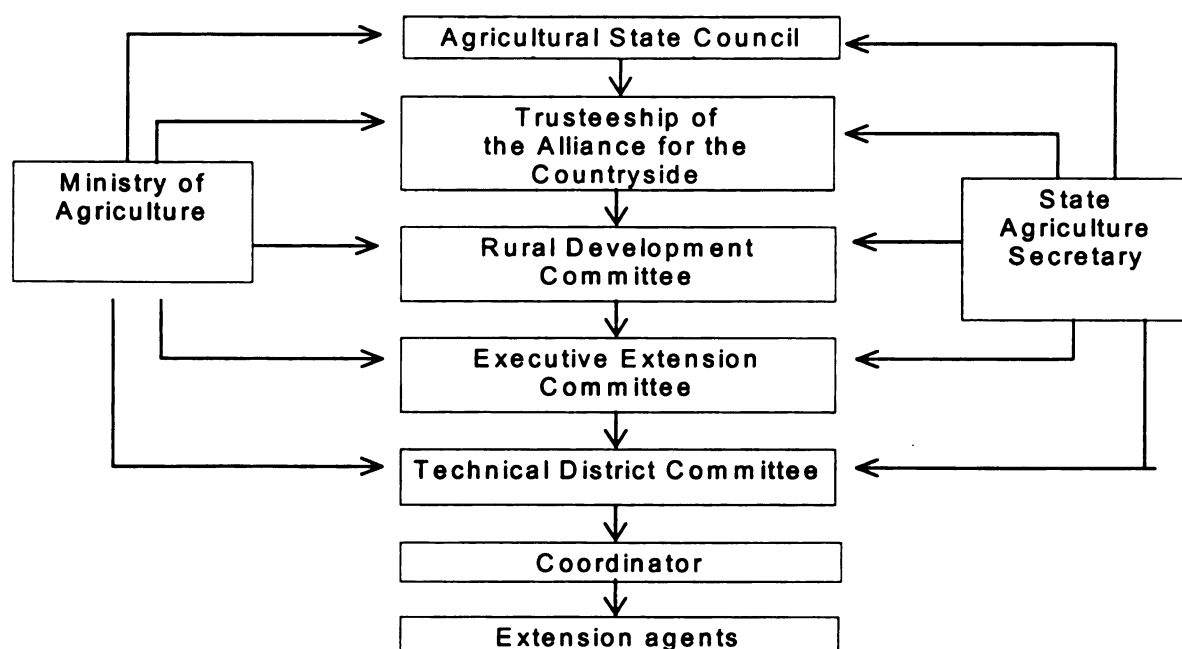 Agricultural State Council
Trusteeship of
the Alliance for the
Countryside
Ministry of
Agriculture
State
Agriculture
Secretary
Rural Development
Committee
Executive Extension
Committee
Technical District Committee
Coordinator
Extension agents